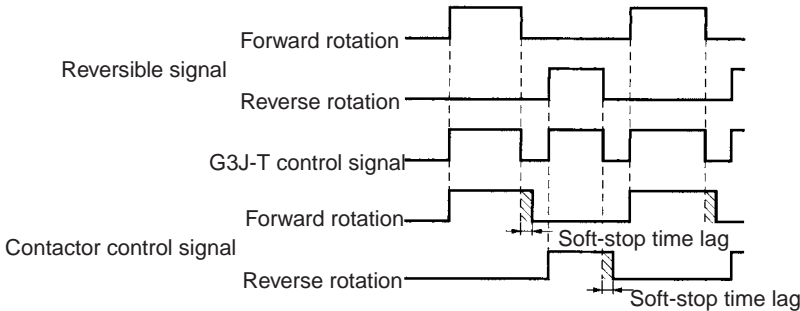 Forward rotation
Reversible signal
Reverse rotation
G3J-T control signal
Forward rotation
Soft-stop time lag
Contactor control signal
Reverse rotation
Soft-stop time lag